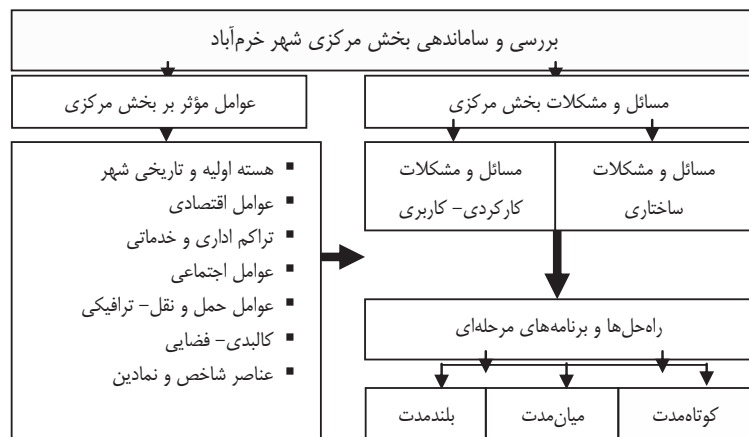 بررسی و ساماندهی بخش مرکزی شهر خرم‌آباد
مسائل و مشکلات بخش مرکزی
عوامل مؤثر بر بخش مرکزی
مسائل و مشکلات
ساختاری
مسائل و مشکلات
کارکردی– کاربری
▪ هسته اولیه و تاریخی شهر
▪ عوامل اقتصادی
▪ تراکم اداری و خدماتی
▪ عوامل اجتماعی
▪ عوامل حمل و نقل– ترافیکی
▪ کالبدی– فضایی
▪ عناصر شاخص و نمادین
راه‌حل‌ها و برنامه‌های مرحله‌ای
کوتاه‌مدت
میان‌مدت
بلندمدت